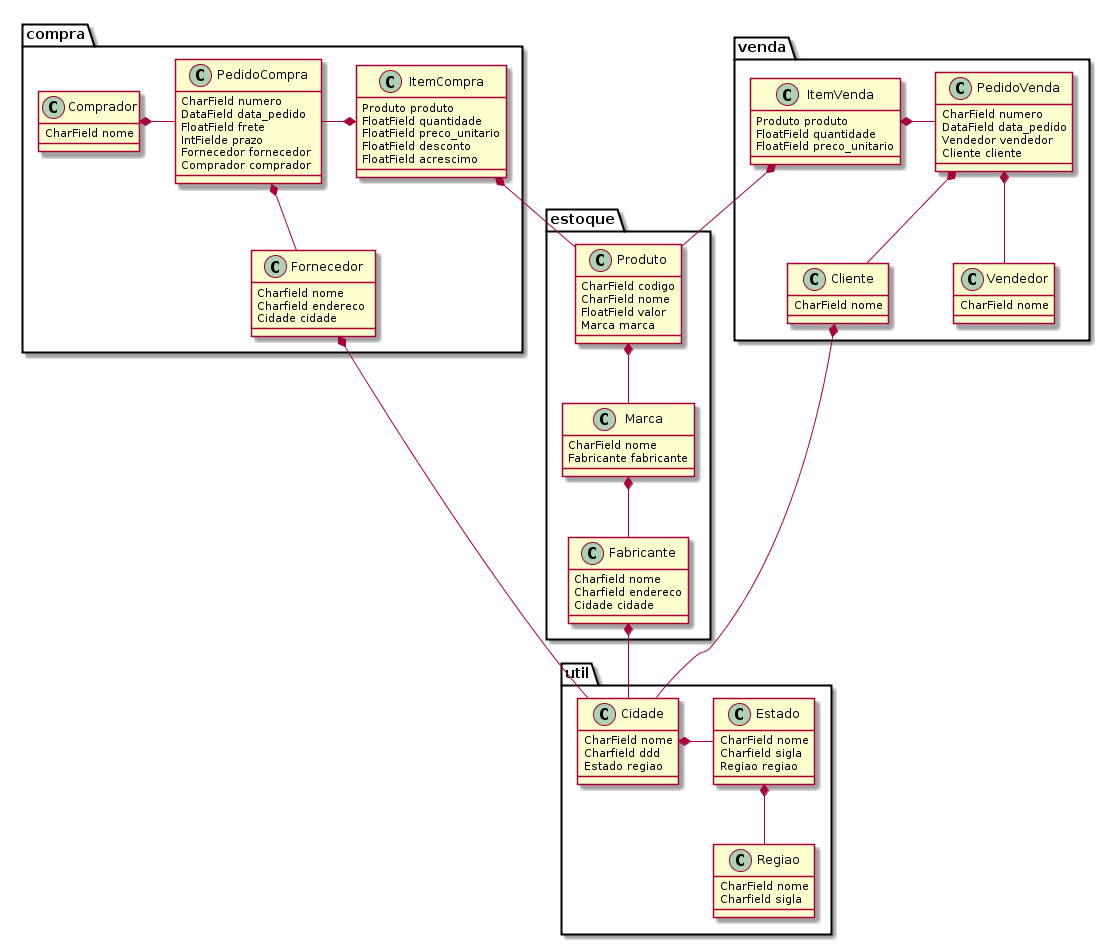 compra
C Comprador
CharField nome
C PedidoCompra
CharField numero
DataField data_pedido
FloatField frete
IntFielde prazo
Fornecedor fornecedor
Comprador comprador
C ItemCompra
Produto produto
FloatField quantidade
FloatField preco_unitario
FloatField desconto
FloatField acrescimo
C Fornecedor
Charfield nome
Charfield endereco
Cidade cidade
venda
C ItemVenda
Produto produto
FloatField quantidade
FloatField preco_unitario
C PedidoVenda
CharField numero
DataField data_pedido
Vendedor vendedor
Cliente cliente
C Cliente
CharField nome
C Vendedor
CharField nome
estoque
C Produto
CharField codigo
CharField nome
FloatField valor
Marca marca
C Marca
CharField nome
Fabricante fabricante
C Fabricante
Charfield nome
Charfield endereco
Cidade cidade
util
C Cidade
CharField nome
Charfield ddd
Estado regiao
C Estado
CharField nome
Charfield sigla
Regiao regiao
C Regiao
CharField nome
Charfield sigla